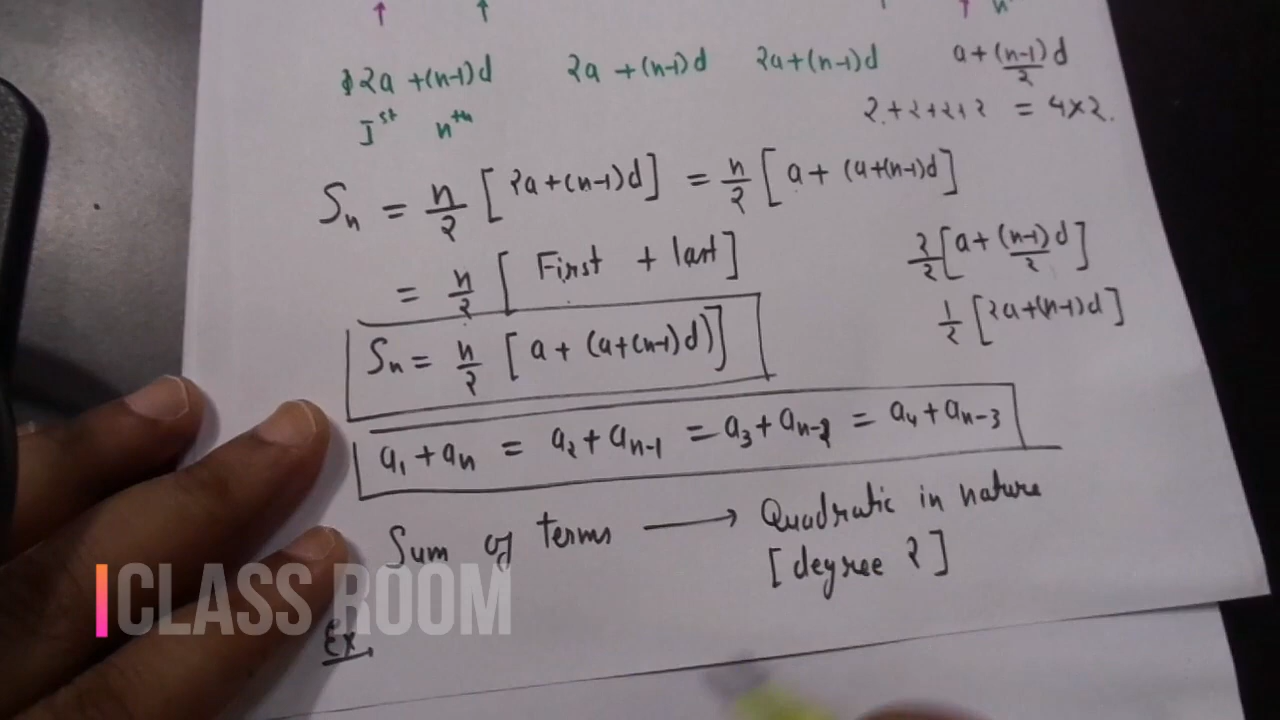 2a +(n-1)d 2a +(n-1)d 2a+(n-1)d a+(n-1)d/2
Ist nth 2+2+2+2 = 4×2.
Sn = n/2 [2a+(n-1)d] = n/2 [a+ (a+(n-1)d]
= n/2 [First + last] 2/2 [a+ (n-1)d/2]
Sn = n/2 [a + (a+(n-1)d)] 1/2 [2a+(n-1)d]
a1 + an = a2 + an-1 = a3 + an-2 = a4 + an-3
Sum of terms ⟶ Quadratic in nature
[degree 2]
CLASS ROOM
Ex.